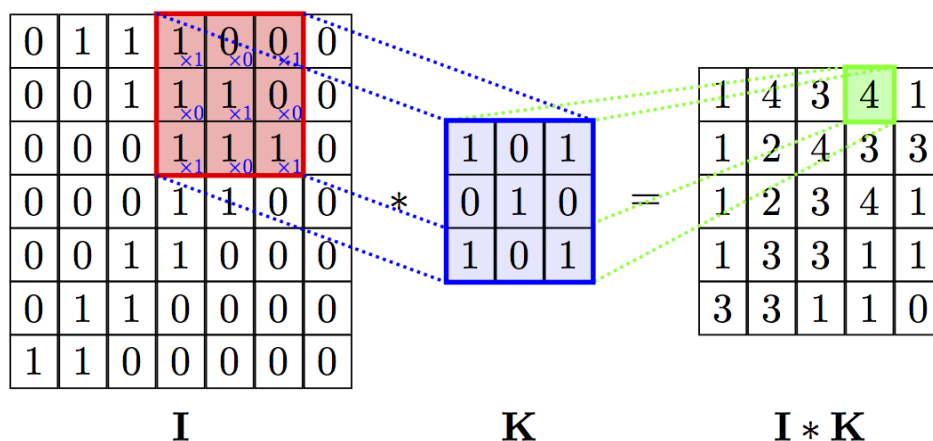 0 1 1 1×1 0×0 0×1 0
0 0 1 1×0 1×1 0×0 0
0 0 0 1×1 1×0 1×1 0
0 0 0 1 1 0 0
0 0 1 1 0 0 0
0 1 1 0 0 0 0
1 1 0 0 0 0 0
I
*
1 0 1
0 1 0
1 0 1
K
=
1 4 3 4 1
1 2 4 3 3
1 2 3 4 1
1 3 3 1 1
3 3 1 1 0
I * K